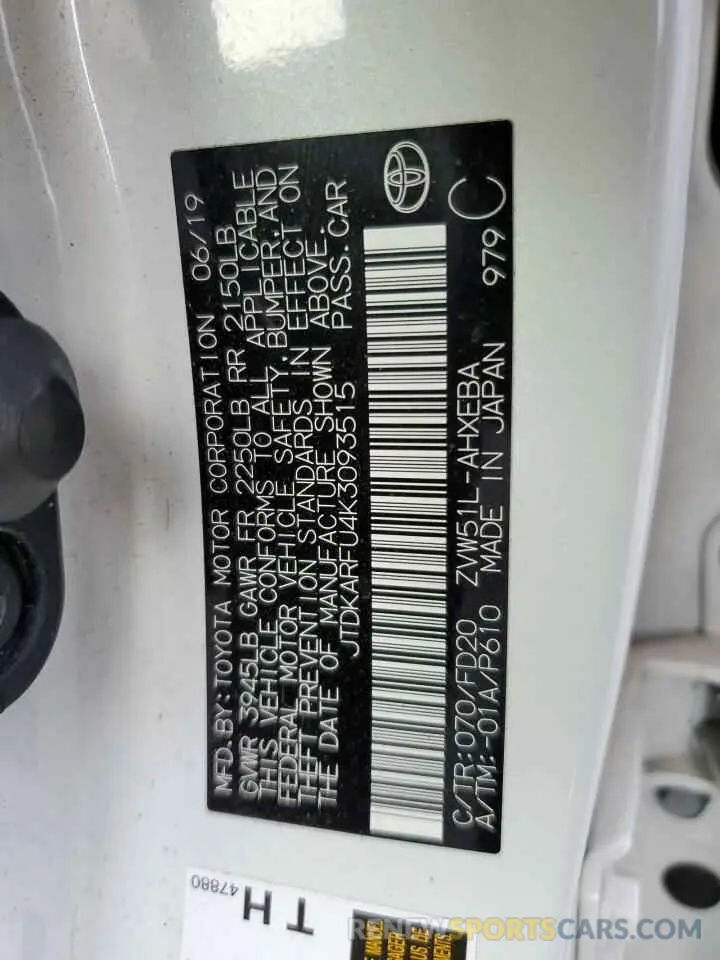 MFD.BY:TOYOTA MOTOR CORPORATION 06/19
GVWR 3945LB GAWR FR 2250LB RR 2150LB
THIS VEHICLE CONFORMS TO ALL APPLICABLE
FEDERAL MOTOR VEHICLE SAFETY,BUMPER,AND
THEFT PREVENTION STANDARDS IN EFFECT ON
THE DATE OF MANUFACTURE SHOWN ABOVE.
JTDKARFU4K3093515 PASS.CAR
C/TR:070/FD20 ZVW51L-AHXEBA
A/TM:-01A/P610 MADE IN JAPAN 979 C
TH
47880
RENEWSPORTSCARS.COM